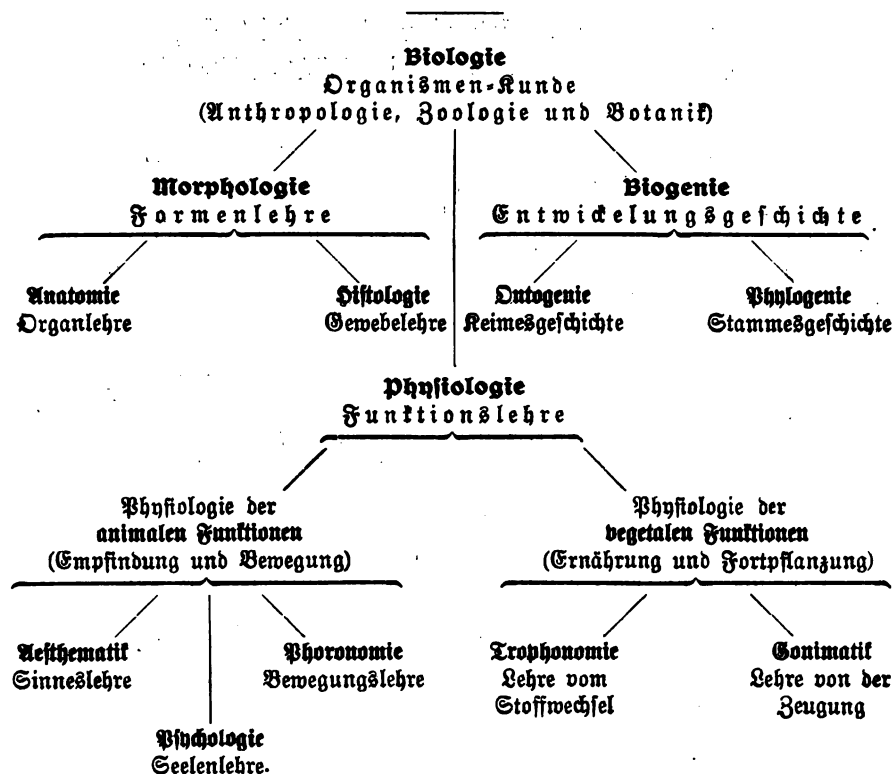 Biologie
Organismen-Kunde
(Anthropologie, Zoologie und Botanik)
Morphologie
Formenlehre
Biogenie
Entwickelungsgeschichte
Anatomie
Organlehre
Histologie
Gewebelehre
Ontogenie
Keimesgeschichte
Phylogenie
Stammesgeschichte
Physiologie
Funktionslehre
Physiologie der
animalen Funktionen
(Empfindung und Bewegung)
Physiologie der
vegetalen Funktionen
(Ernährung und Fortpflanzung)
Aesthematik
Sinneslehre
Phoronomie
Bewegungslehre
Trophonomie
Lehre vom
Stoffwechsel
Gonimatik
Lehre von der
Zeugung
Psychologie
Seelenlehre.